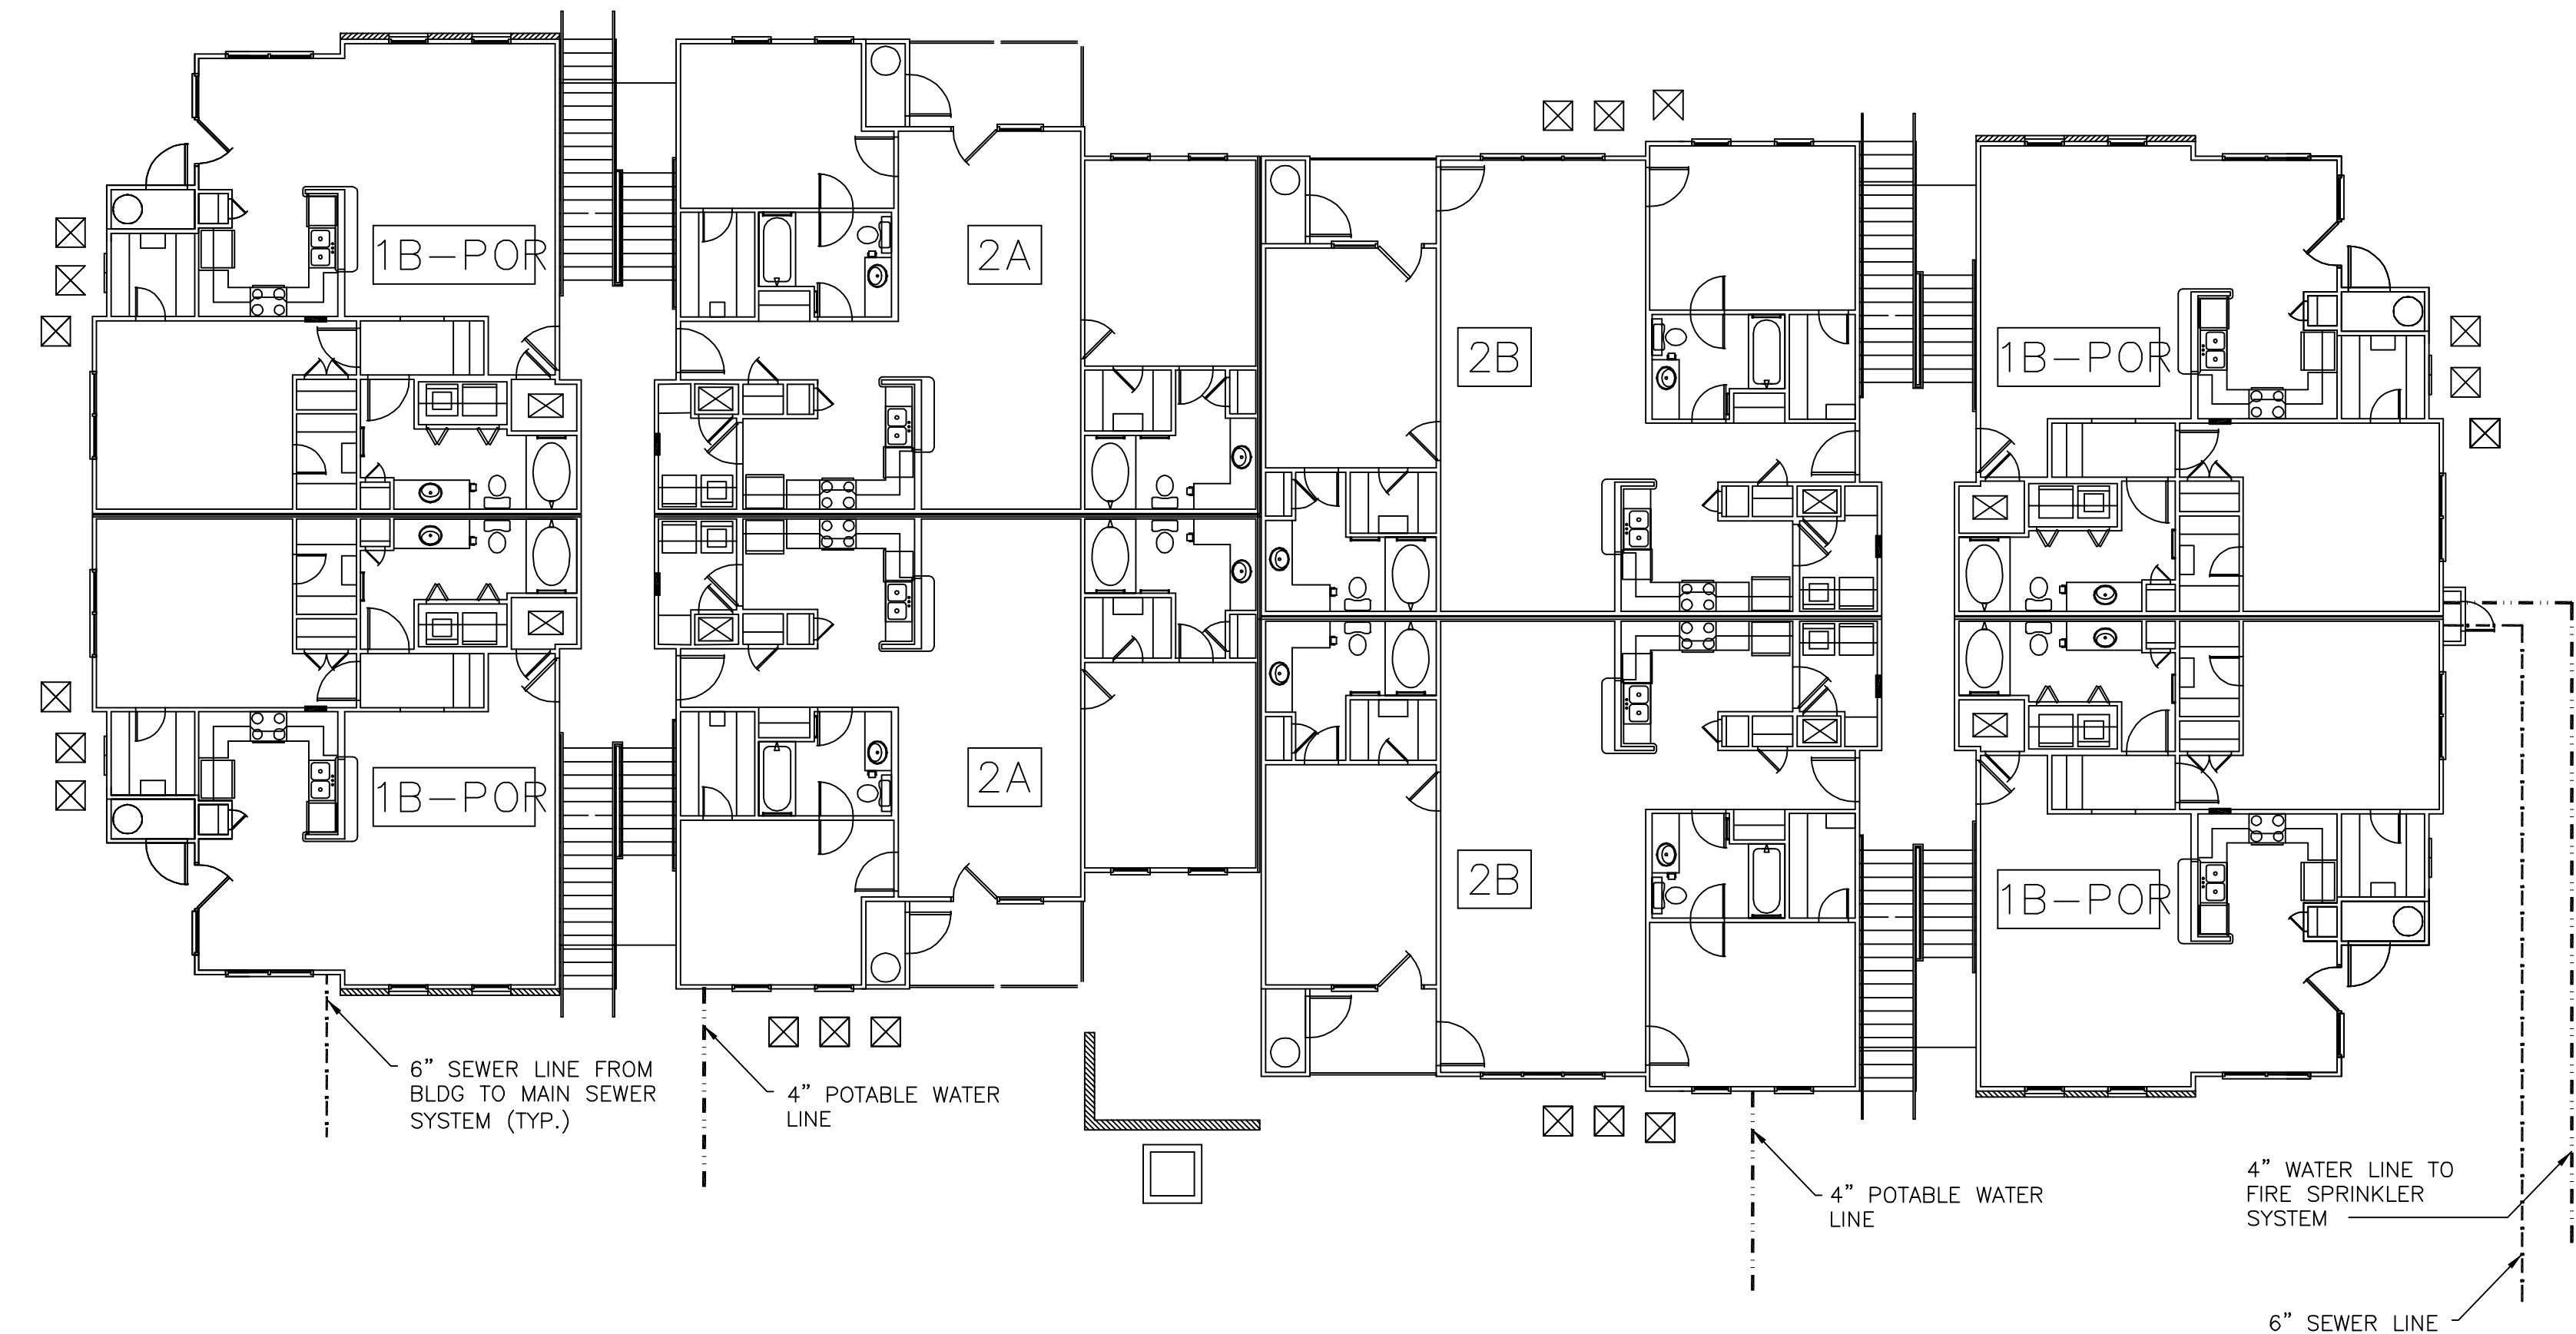 1B-POR
2A
2B
1B-POR
1B-POR
2A
2B
1B-POR
6” SEWER LINE FROM
BLDG TO MAIN SEWER
SYSTEM (TYP.)
4” POTABLE WATER
LINE
4” POTABLE WATER
LINE
4” WATER LINE TO
FIRE SPRINKLER
SYSTEM
6” SEWER LINE